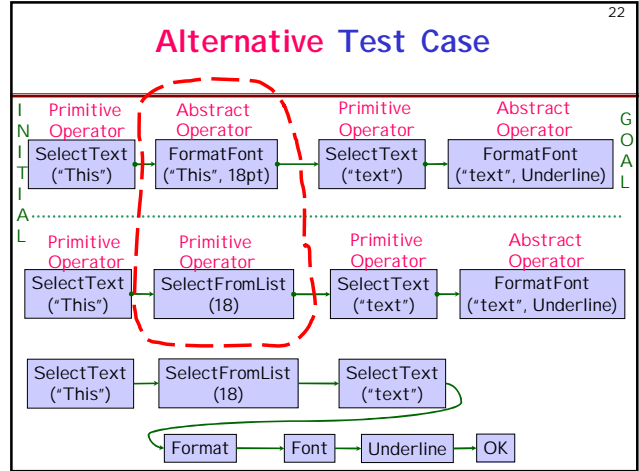 22
Alternative Test Case
INITIAL
Primitive Operator
Abstract Operator
Primitive Operator
Abstract Operator
GOAL
SelectText
("This")
FormatFont
("This", 18pt)
SelectText
("text")
FormatFont
("text", Underline)
Primitive Operator
Primitive Operator
Primitive Operator
Abstract Operator
SelectText
("This")
SelectFromList
(18)
SelectText
("text")
FormatFont
("text", Underline)
SelectText
("This")
SelectFromList
(18)
SelectText
("text")
Format
Font
Underline
OK